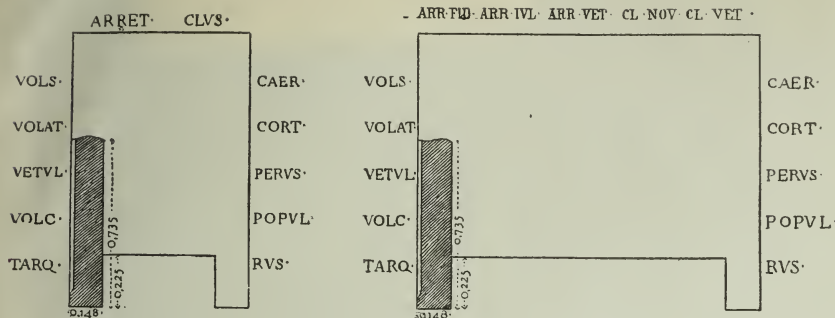 ARRET· CLVS·
VOLS· CAER·
VOLAT· CORT·
VETVL· PERVS·
VOLC· POPVL·
TARQ· RVS·
0,735
0,225
0,148
ARR·FID· ARR·IVL· ARR·VET CL·NOV CL·VET·
VOLS· CAER·
VOLAT· CORT·
VETVL· PERVS·
VOLC· POPVL·
TARQ· RVS·
0,735
0,225
0,148